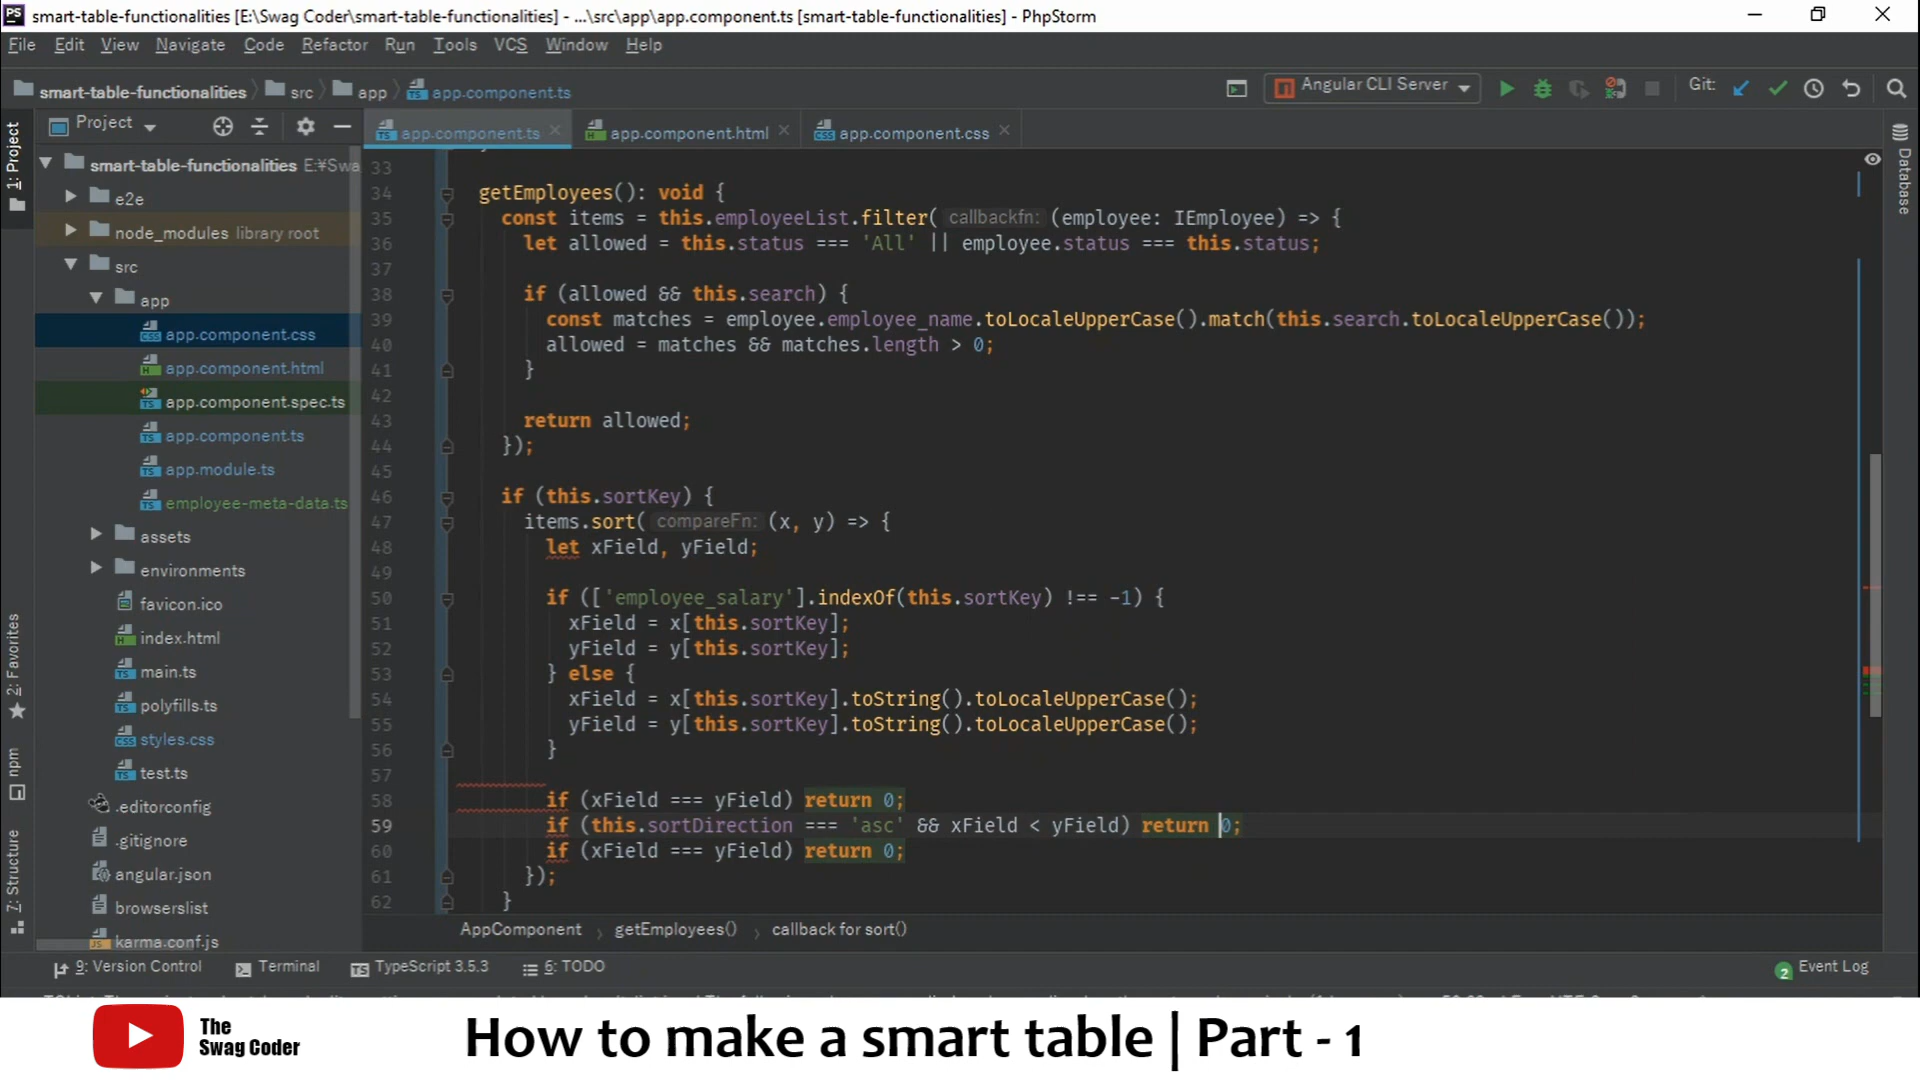 PS smart-table-functionalities [E:\Swag Coder\smart-table-functionalities] - ...\src\app\app.component.ts [smart-table-functionalities] - PhpStorm
File Edit View Navigate Code Refactor Run Tools VCS Window Help
smart-table-functionalities src app app.component.ts Angular CLI Server Git:
Project
app.component.ts app.component.html app.component.css
1: Project
2: Favorites
npm
7: Structure
Database
smart-table-functionalities E:¥Swa
e2e
node_modules library root
src
app
app.component.css
app.component.html
app.component.spec.ts
app.component.ts
app.module.ts
employee-meta-data.ts
assets
environments
favicon.ico
index.html
main.ts
polyfills.ts
styles.css
test.ts
.editorconfig
.gitignore
angular.json
browserslist
karma.conf.js
33
34 getEmployees(): void {
35 const items = this.employeeList.filter( callbackfn: (employee: IEmployee) => {
36 let allowed = this.status === 'All' || employee.status === this.status;
37
38 if (allowed && this.search) {
39 const matches = employee.employee_name.toLocaleUpperCase().match(this.search.toLocaleUpperCase());
40 allowed = matches && matches.length > 0;
41 }
42
43 return allowed;
44 });
45
46 if (this.sortKey) {
47 items.sort( compareFn: (x, y) => {
48 let xField, yField;
49
50 if (['employee_salary'].indexOf(this.sortKey) !== -1) {
51 xField = x[this.sortKey];
52 yField = y[this.sortKey];
53 } else {
54 xField = x[this.sortKey].toString().toLocaleUpperCase();
55 yField = y[this.sortKey].toString().toLocaleUpperCase();
56 }
57
58 if (xField === yField) return 0;
59 if (this.sortDirection === 'asc' && xField < yField) return 0;
60 if (xField === yField) return 0;
61 });
62 }
AppComponent getEmployees() callback for sort()
9: Version Control Terminal TypeScript 3.5.3 6: TODO 2 Event Log
The
Swag Coder
How to make a smart table | Part - 1